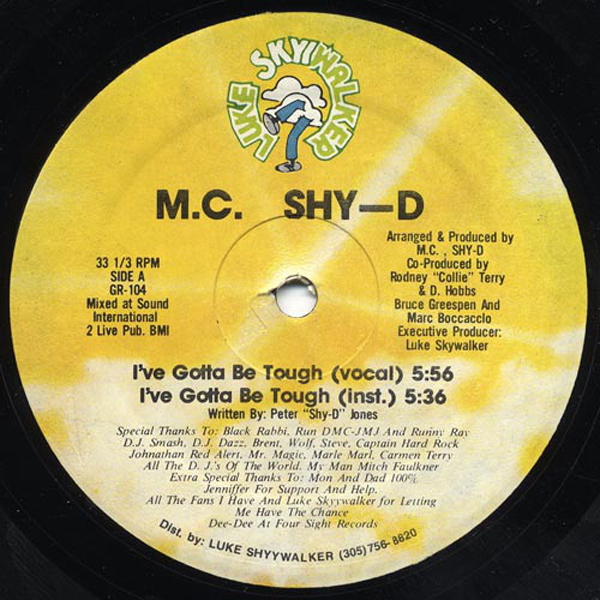 LUKE SKYYWALKER
M.C. SHY—D
33 1/3 RPM
SIDE A
GR-104
Mixed at Sound
International
2 Live Pub. BMI
Arranged & Produced by
M.C. , SHY-D
Co-Produced by
Rodney "Collie" Terry
& D. Hobbs
Bruce Greespen And
Marc Boccaccio
Executive Producer:
Luke Skywalker
I've Gotta Be Tough (vocal) 5:56
I've Gotta Be Tough (inst.) 5:36
Written By: Peter "Shy-D" Jones
Special Thanks To: Black Rabbi, Run DMC-JMJ And Runny Ray
D.J. Smash, D.J. Dazz, Brent, Wolf, Steve, Captain Hard Rock
Johnathan Red Alert, Mr. Magic, Marle Marl, Carmen Terry
All The D. J.'s Of The World. My Man Mitch Faulkner
Extra Special Thanks To: Mon And Dad 100%
Jenniffer For Support And Help.
All The Fans I Have And Luke Skyywalker for Letting
Me Have The Chance
Dee-Dee At Four Sight Records
Dist. by: LUKE SHYYWALKER (305)756-8620